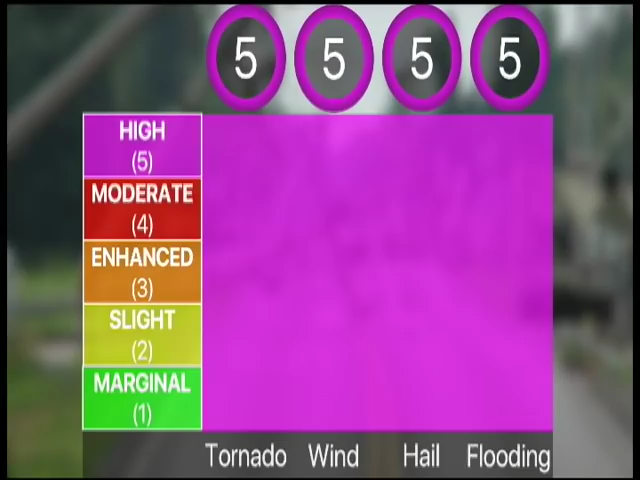 5 5 5 5
HIGH
(5)
MODERATE
(4)
ENHANCED
(3)
SLIGHT
(2)
MARGINAL
(1)
Tornado Wind Hail Flooding